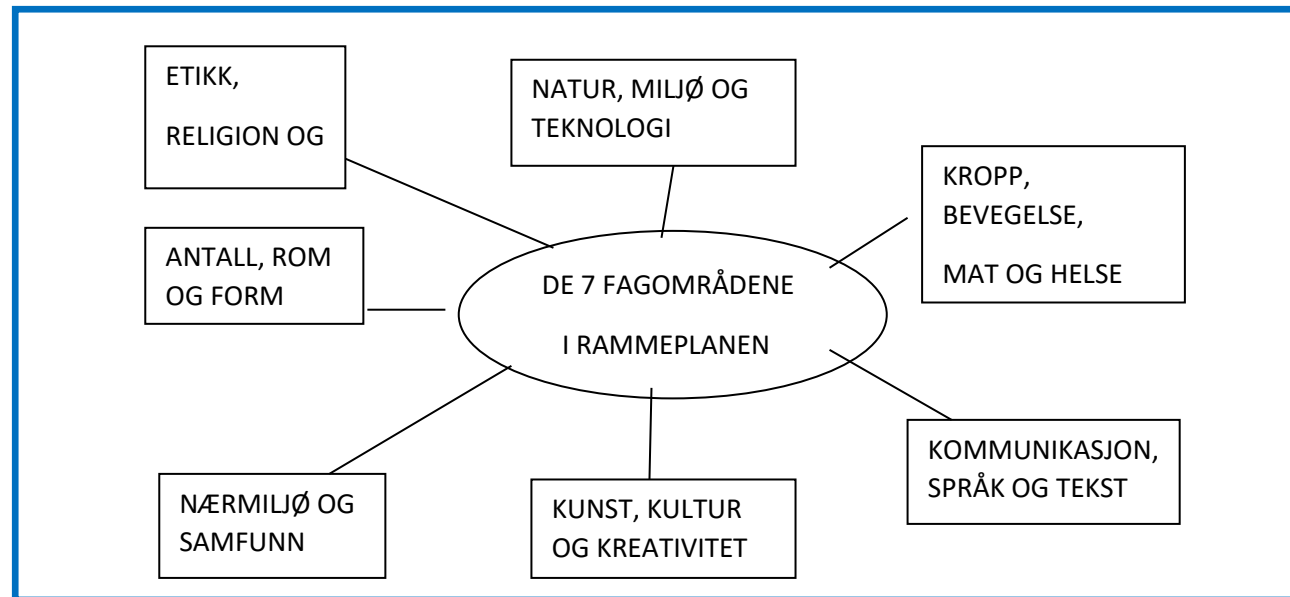 ETIKK,
RELIGION OG
NATUR, MILJØ OG
TEKNOLOGI
KROPP,
BEVEGELSE,
MAT OG HELSE
ANTALL, ROM
OG FORM
DE 7 FAGOMRÅDENE
I RAMMEPLANEN
KOMMUNIKASJON,
SPRÅK OG TEKST
NÆRMILJØ OG
SAMFUNN
KUNST, KULTUR
OG KREATIVITET